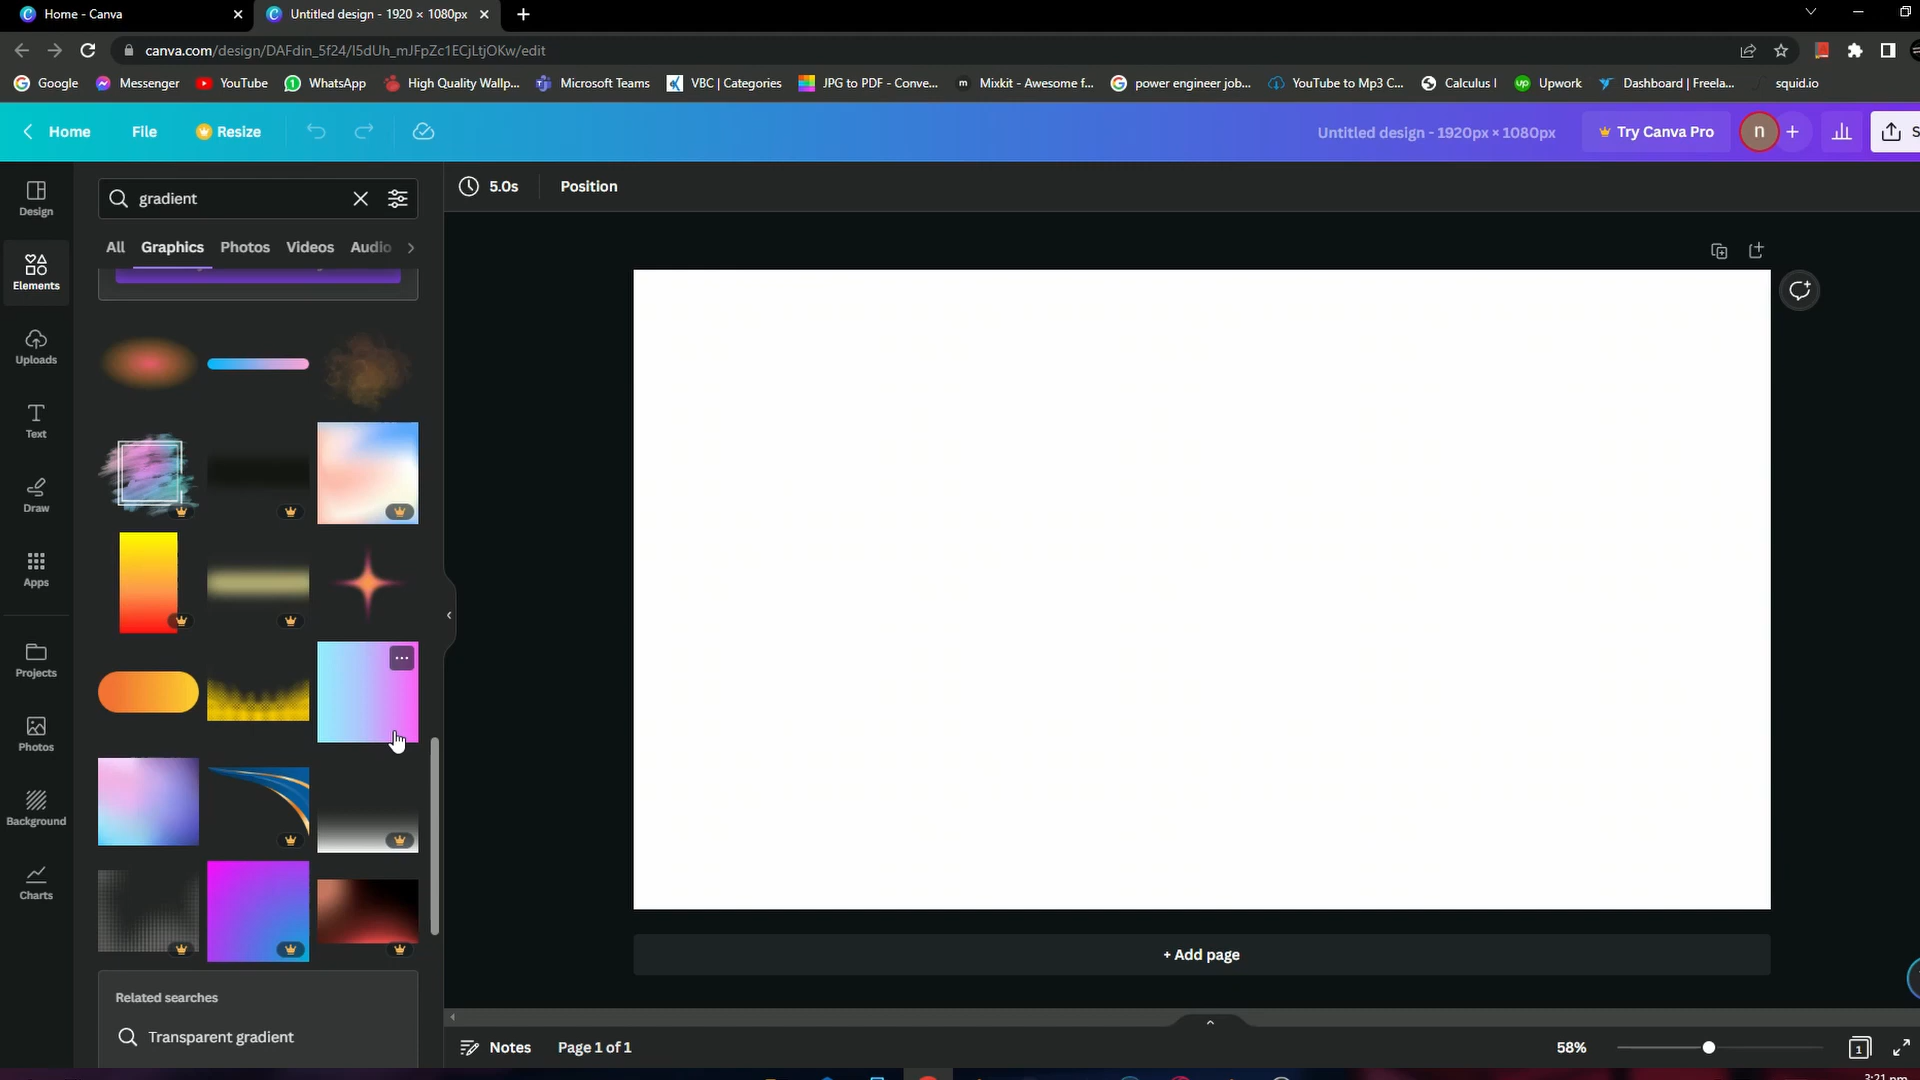 Home - Canva
Untitled design - 1920 × 1080px
canva.com/design/DAFdin_5f24/I5dUh_mJFpZc1ECjLtjOKw/edit
Google
Messenger
YouTube
WhatsApp
High Quality Wallp...
Microsoft Teams
VBC | Categories
JPG to PDF - Conve...
Mixkit - Awesome f...
power engineer job...
YouTube to Mp3 C...
Calculus I
Upwork
Dashboard | Freela...
squid.io
Home
File
Resize
Untitled design - 1920px × 1080px
Try Canva Pro
n
S
Design
Elements
Uploads
Text
Draw
Apps
Projects
Photos
Background
Charts
gradient
All
Graphics
Photos
Videos
Audio
5.0s
Position
Related searches
Transparent gradient
+ Add page
Notes
Page 1 of 1
58%
1
3:21 pm